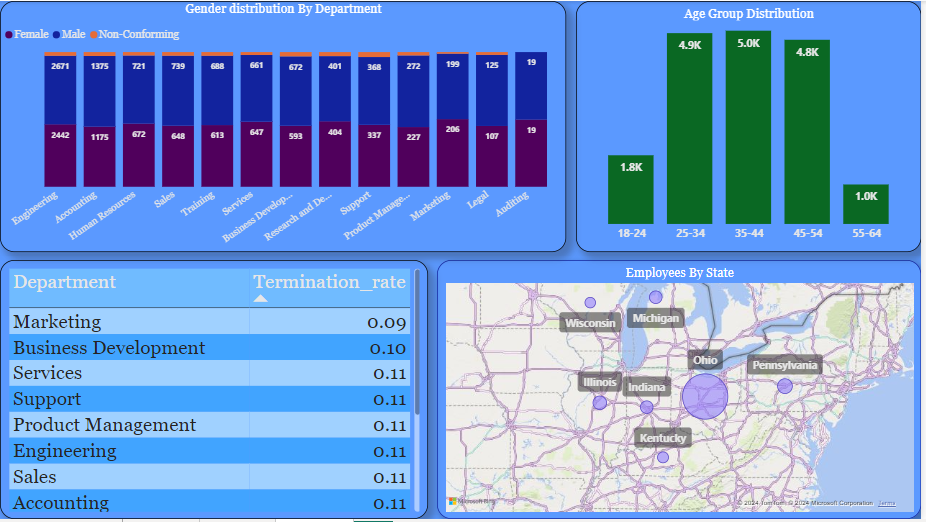 Gender distribution By Department
Female Male Non-Conforming
2671 1375 721 739 688 661 672 401 368 272 199 125 19
2442 1175 672 648 613 647 593 404 337 227 206 107 19
Engineering
Accounting
Human Resources
Sales
Training
Services
Business Develop...
Research and De...
Support
Product Manage...
Marketing
Legal
Auditing
Age Group Distribution
4.9K 5.0K 4.8K
1.8K
1.0K
18-24 25-34 35-44 45-54 55-64
Department Termination_rate
Marketing 0.09
Business Development 0.10
Services 0.11
Support 0.11
Product Management 0.11
Engineering 0.11
Sales 0.11
Accounting 0.11
Employees By State
Wisconsin
Michigan
Ohio
Pennsylvania
Illinois
Indiana
Kentucky
Microsoft Bing
© 2024 TomTom © 2024 Microsoft Corporation Terms